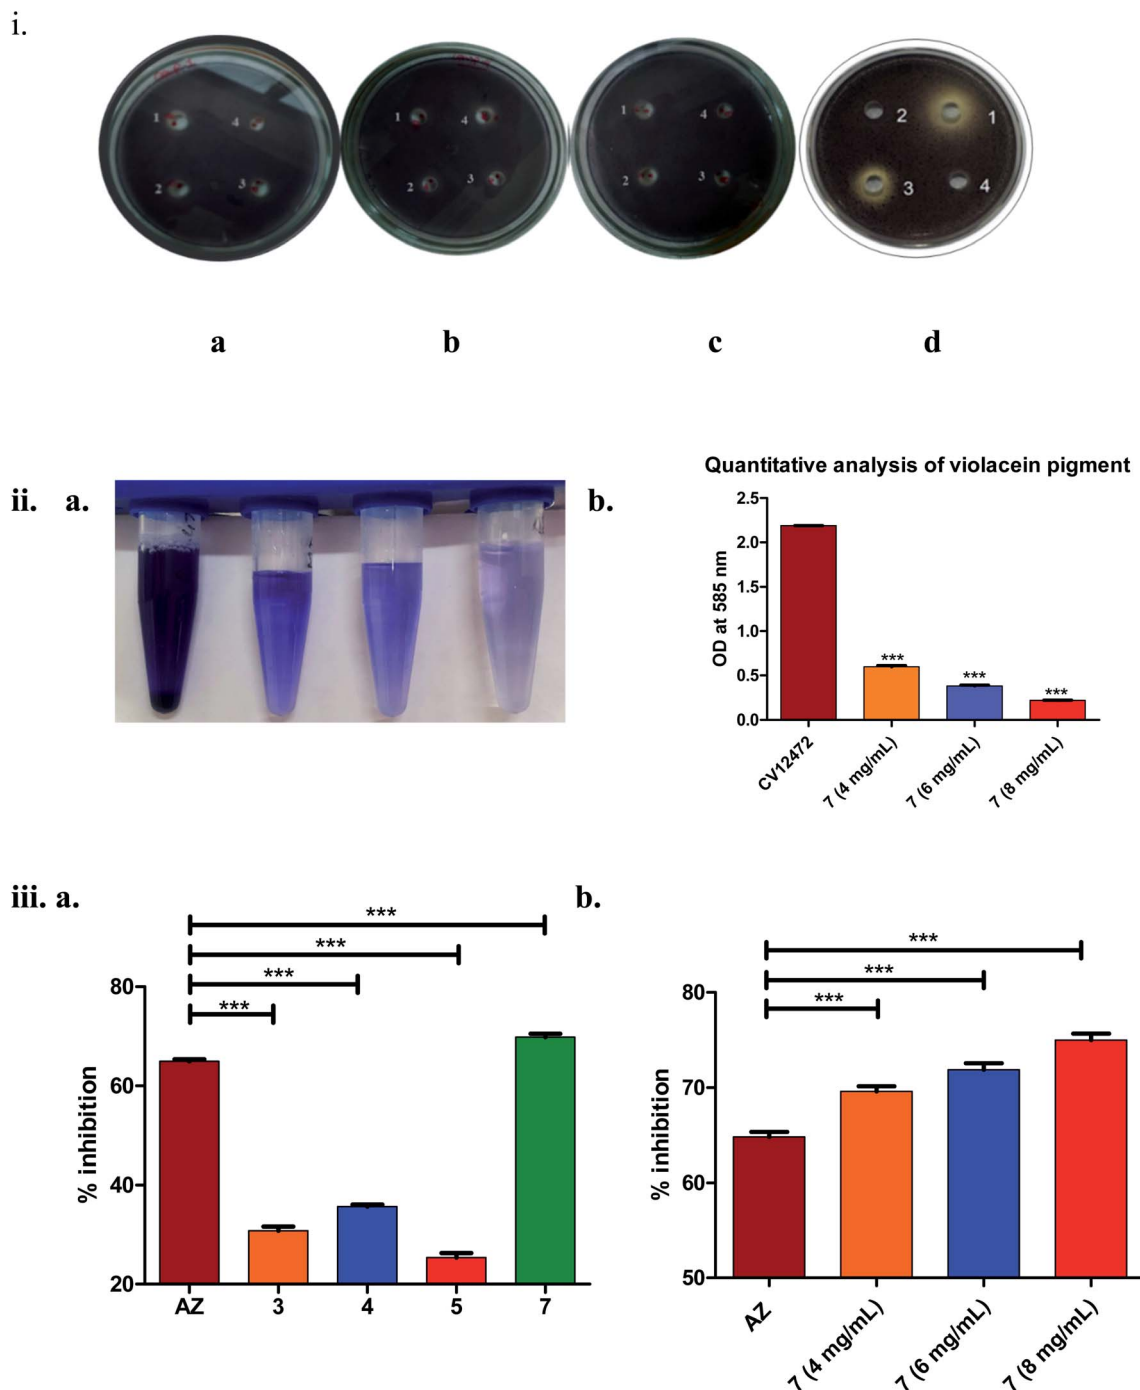 i.
1
4
2
3
1
4
2
3
1
4
2
3
2
1
3
4
a
b
c
d
ii. a.
b.
Quantitative analysis of violacein pigment
OD at 585 nm
2.5
2.0
1.5
1.0
0.5
0.0
***
***
***
CV12472
7 (4 mg/mL)
7 (6 mg/mL)
7 (8 mg/mL)
iii. a.
% inhibition
80
60
40
20
***
***
***
***
AZ
3
4
5
7
b.
% inhibition
80
70
60
50
***
***
***
AZ
7 (4 mg/mL)
7 (6 mg/mL)
7 (8 mg/mL)